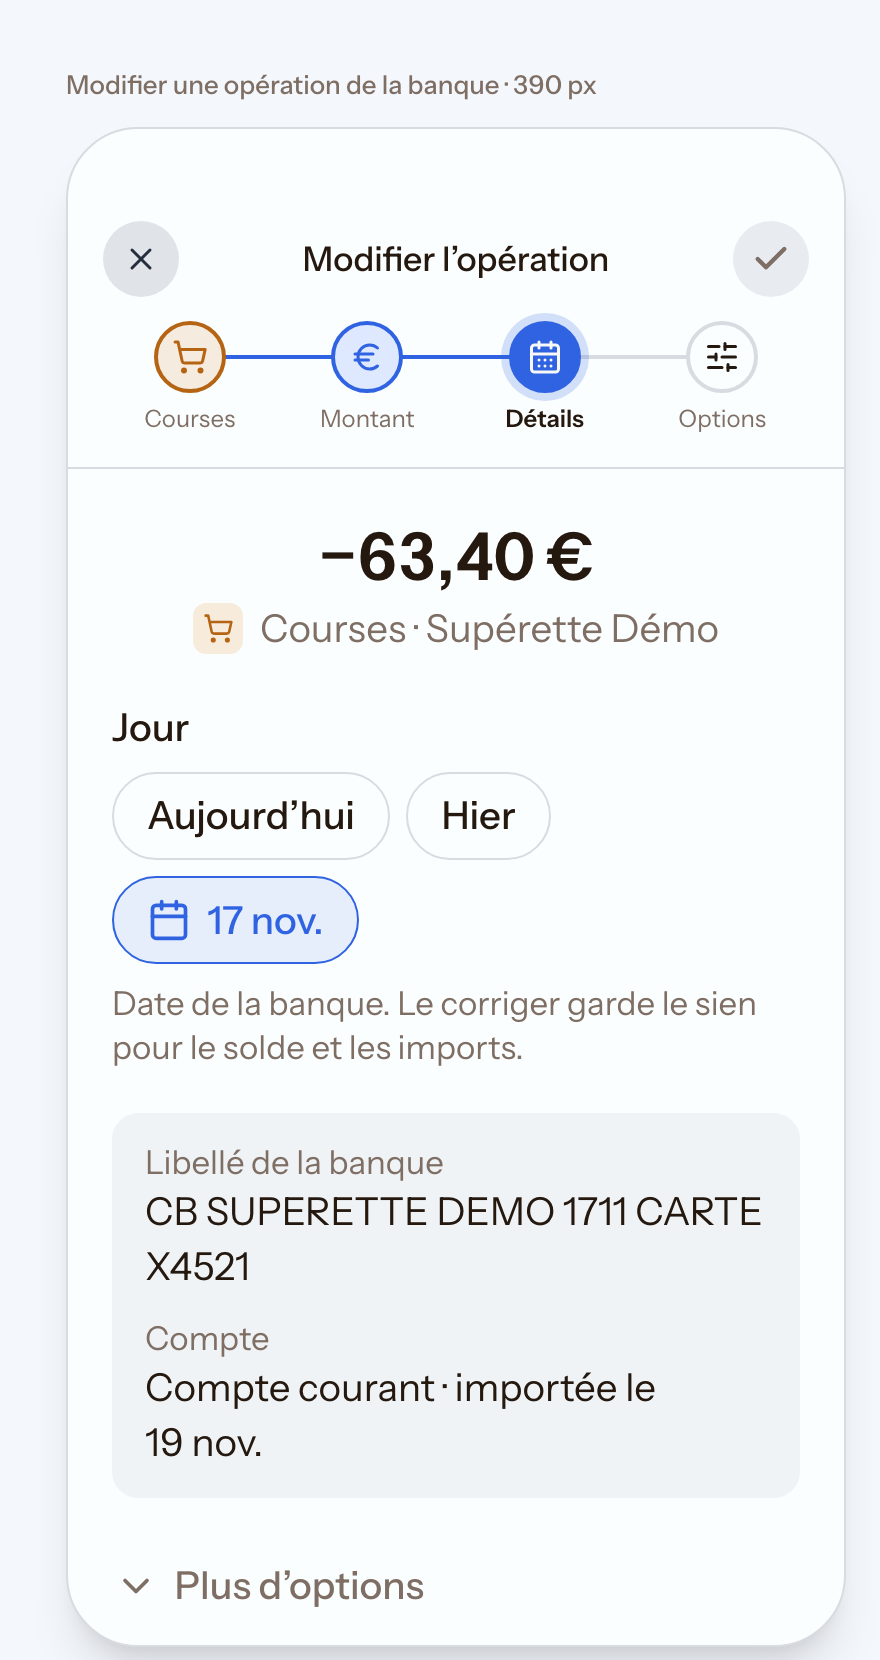 Modifier une opération de la banque · 390 px
Modifier l’opération
Courses
Montant
Détails
Options
−63,40 €
Courses · Supérette Démo
Jour
Aujourd’hui
Hier
17 nov.
Date de la banque. Le corriger garde le sien
pour le solde et les imports.
Libellé de la banque
CB SUPERETTE DEMO 1711 CARTE
X4521
Compte
Compte courant · importée le
19 nov.
Plus d’options